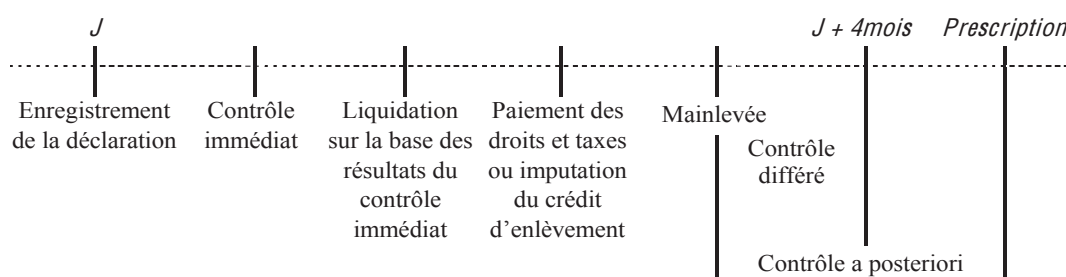 J
J + 4mois
Prescription
Enregistrement
de la déclaration
Contrôle
immédiat
Liquidation
sur la base des
résultats du
contrôle
immédiat
Paiement des
droits et taxes
ou imputation
du crédit
d'enlèvement
Mainlevée
Contrôle
différé
Contrôle a posteriori